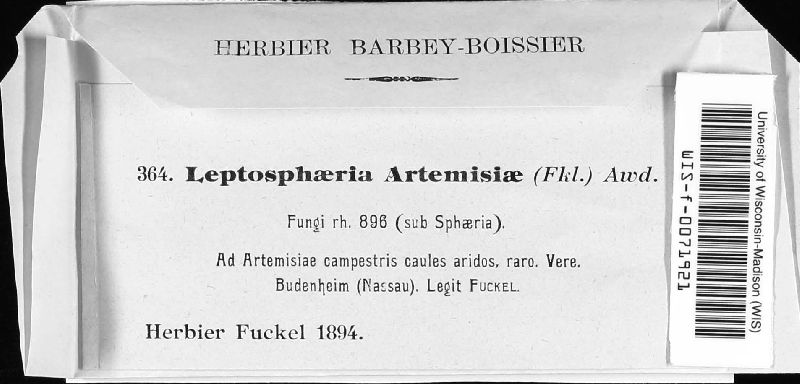 HERBIER BARBEY-BOISSIER
364. Leptosphæria Artemisiæ (Fkl.) Awd.
Fungi rh. 896 (sub Sphæria).
Ad Artemisiae campestris caules aridos, raro. Vere.
Budenheim (Nassau). Legit FUCKEL.
Herbier Fuckel 1894.
University of Wisconsin-Madison (WIS)
WIS-f-0071921